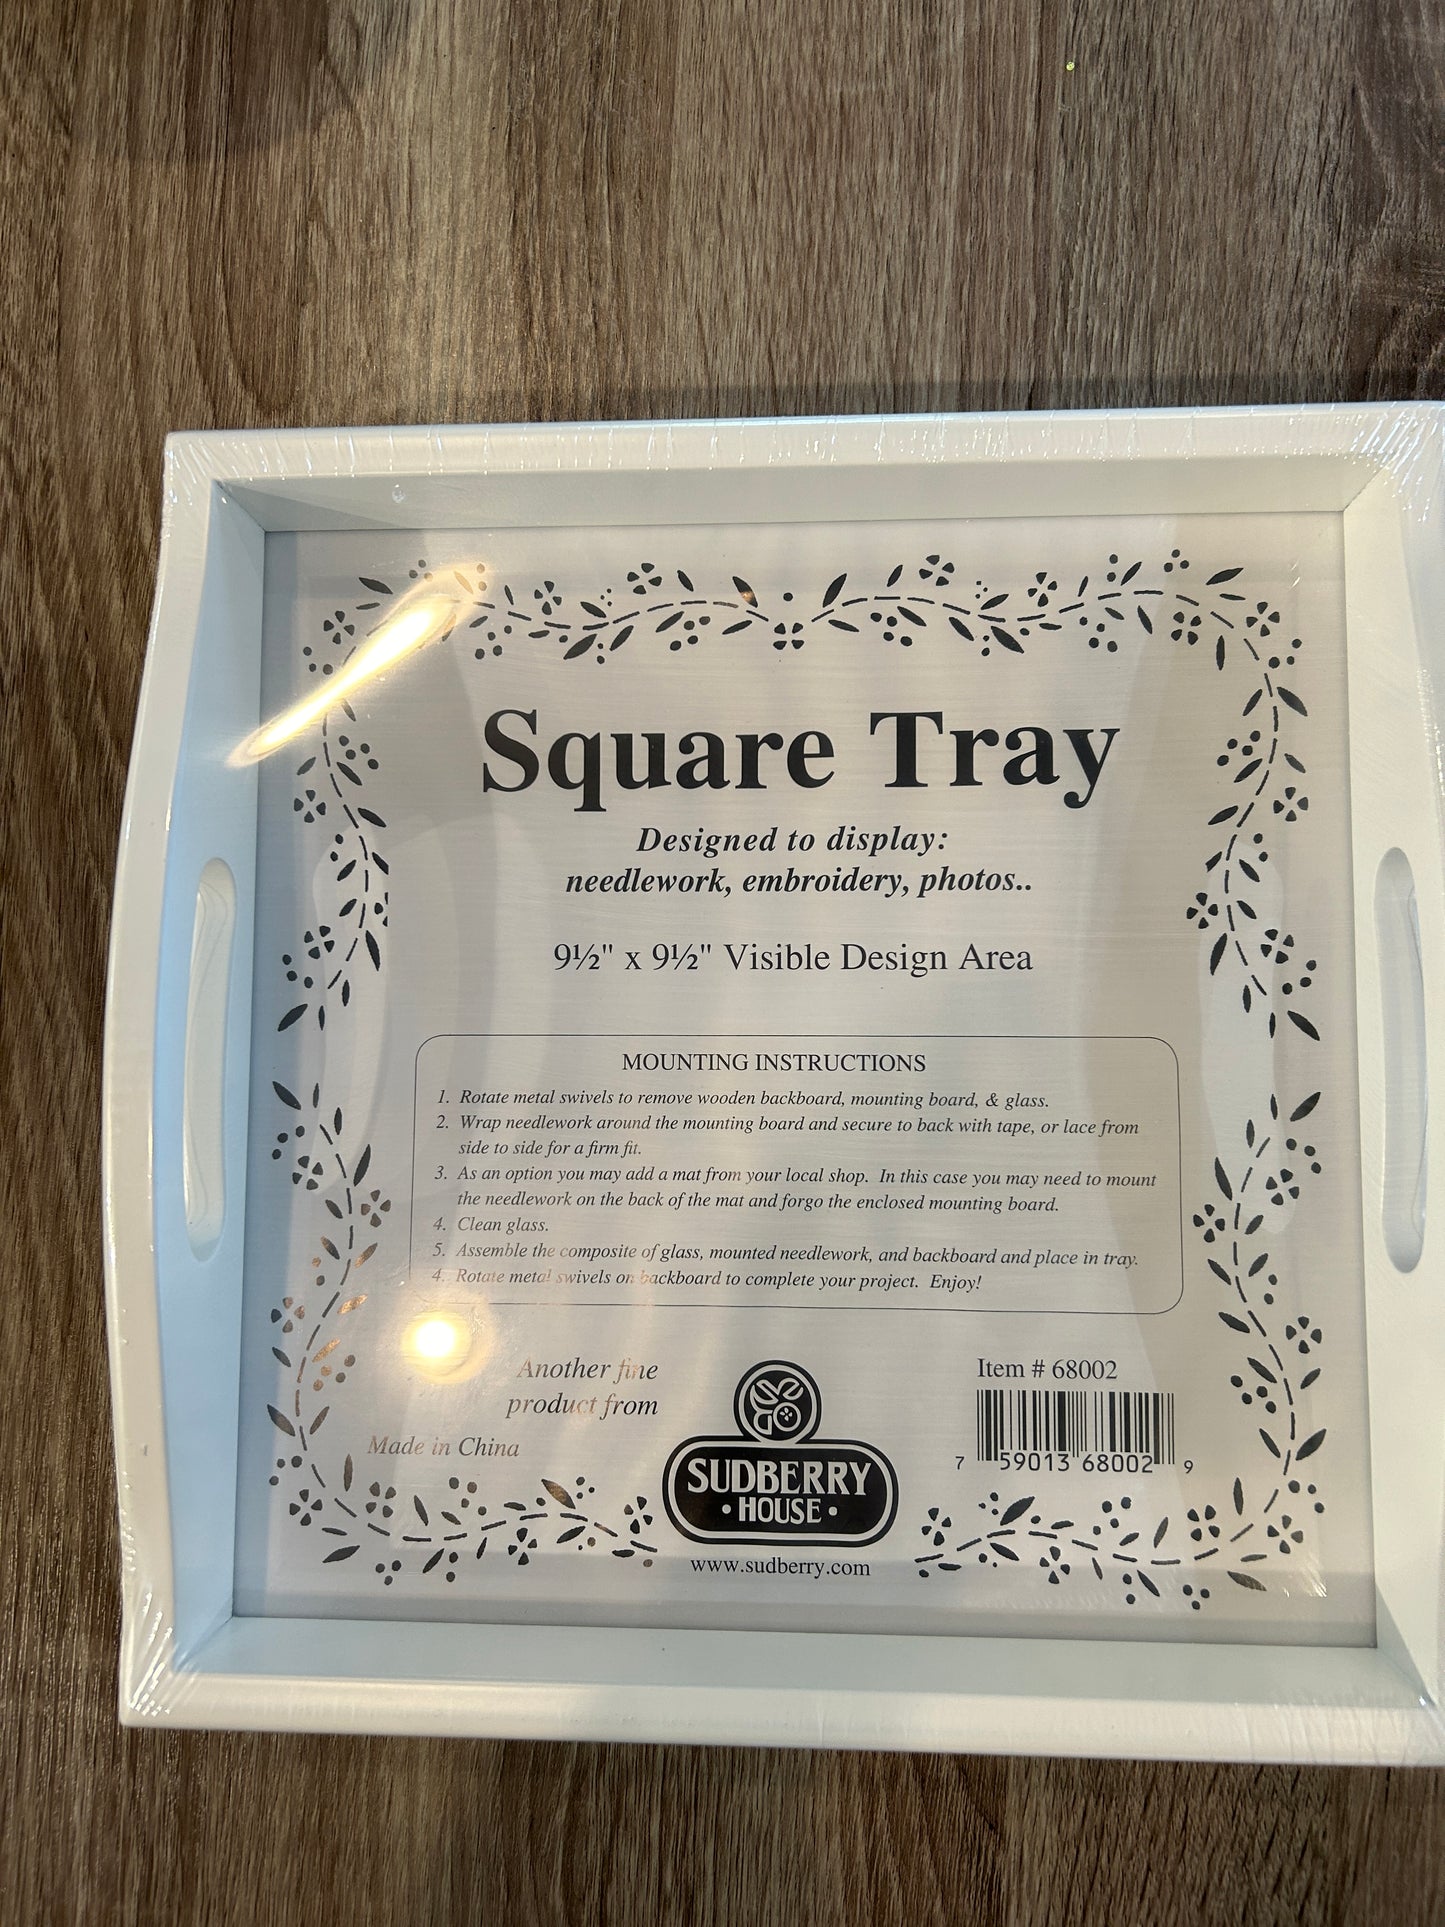 Square Tray
Designed to display:
needlework, embroidery, photos..
9½" x 9½" Visible Design Area
MOUNTING INSTRUCTIONS
1. Rotate metal swivels to remove wooden backboard, mounting board, & glass.
2. Wrap needlework around the mounting board and secure to back with tape, or lace from
side to side for a firm fit.
3. As an option you may add a mat from your local shop. In this case you may need to mount
the needlework on the back of the mat and forgo the enclosed mounting board.
4. Clean glass.
5. Assemble the composite of glass, mounted needlework, and backboard and place in tray.
4. Rotate metal swivels on backboard to complete your project. Enjoy!
Another fine
product from
Made in China
SUDBERRY
• HOUSE •
www.sudberry.com
Item # 68002
7 59013 68002 9